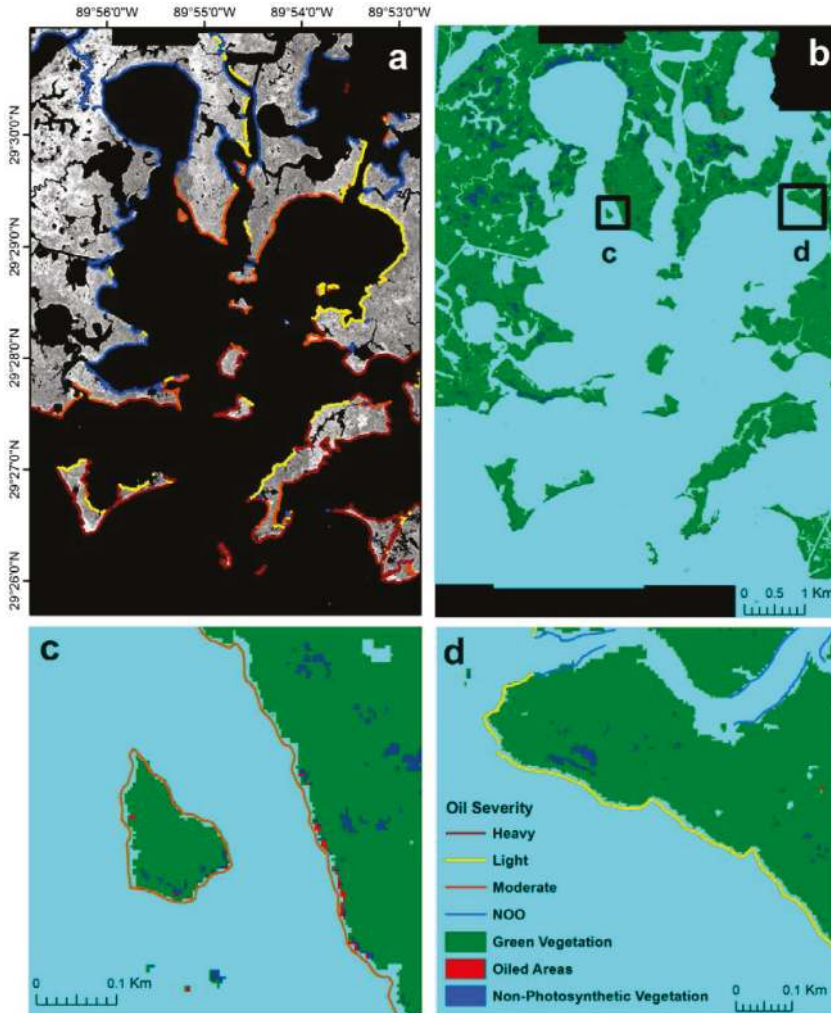 89°56'0"W 89°55'0"W 89°54'0"W 89°53'0"W
a
b
29°30'0"N
29°29'0"N
29°28'0"N
29°27'0"N
29°26'0"N
c
d
0 0.5 1 Km
c
d
Oil Severity
Heavy
Light
Moderate
NOO
Green Vegetation
Oiled Areas
Non-Photosynthetic Vegetation
0 0.1 Km
0 0.1 Km